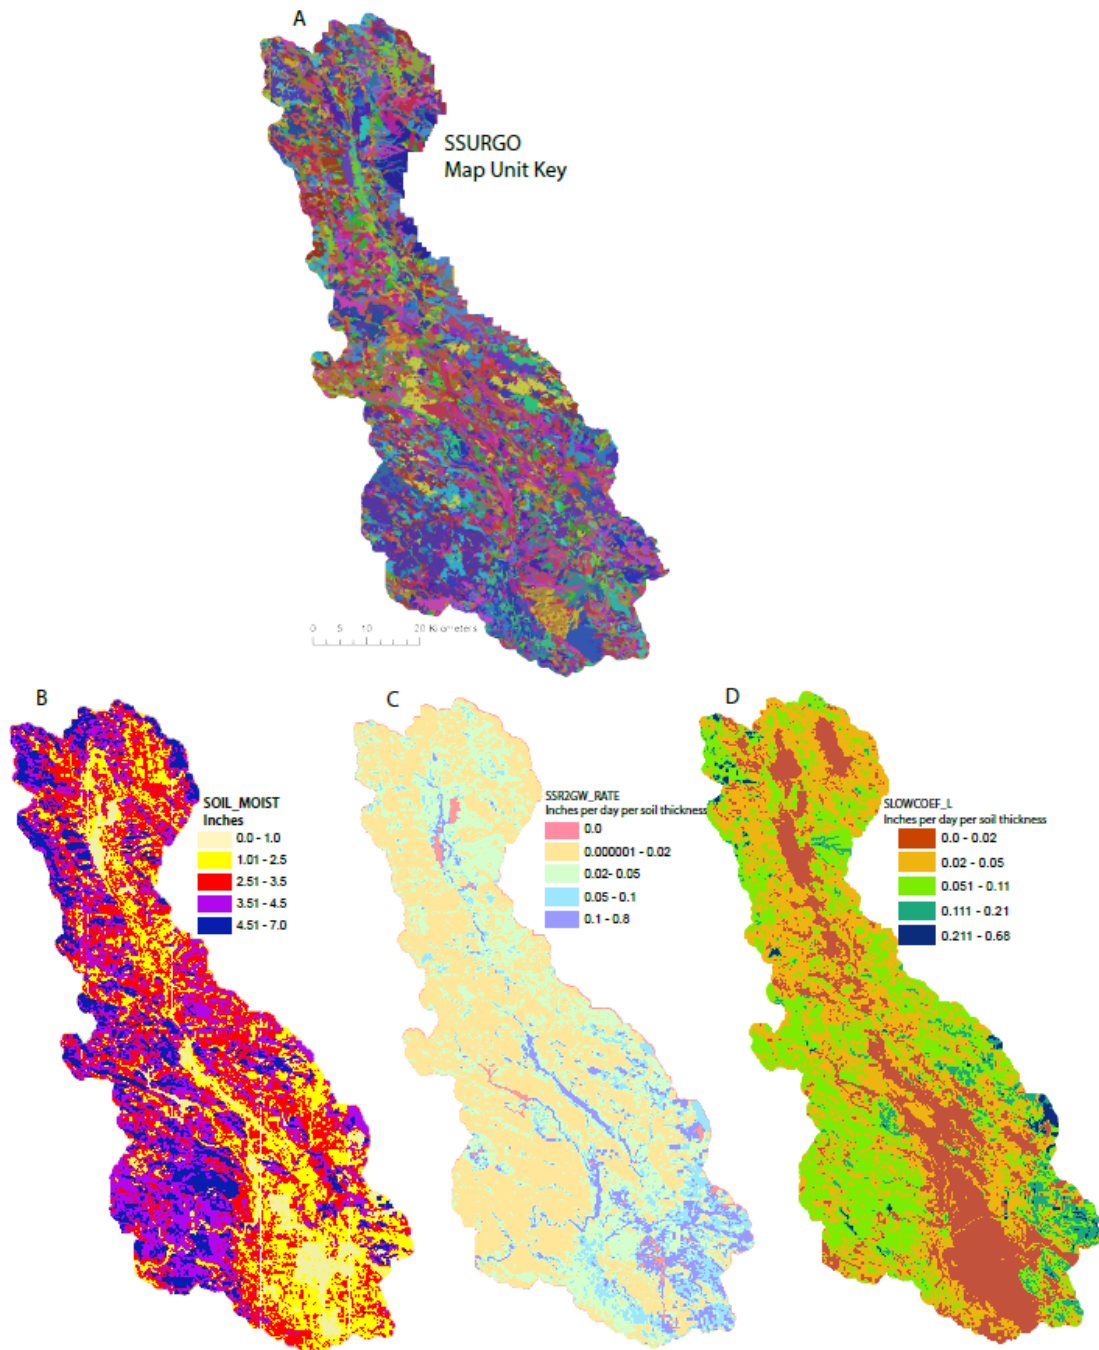 A
SSURGO
Map Unit Key
0 5 10 20 Kilometers
B
SOIL_MOIST
Inches
0.0 - 1.0
1.01 - 2.5
2.51 - 3.5
3.51 - 4.5
4.51 - 7.0
C
SSR2GW_RATE
Inches per day per soil thickness
0.0
0.000001 - 0.02
0.02- 0.05
0.05 - 0.1
0.1 - 0.8
D
SLOWCOEF_L
Inches per day per soil thickness
0.0 - 0.02
0.02 - 0.05
0.051 - 0.11
0.111 - 0.21
0.211 - 0.68